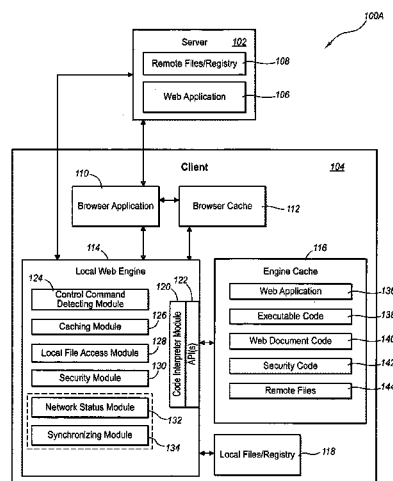 100A
Server 102
Remote Files/Registry 108
Web Application 106
Client 104
110
Browser Application
Browser Cache 112
114
Local Web Engine
124
Control Command
Detecting Module
Caching Module 126
Local File Access Module 128
Security Module 130
Network Status Module 132
Synchronizing Module 134
120
Code Interpreter Module
122
API(s)
116
Engine Cache
Web Application 136
Executable Code 138
Web Document Code 140
Security Code 142
Remote Files 144
Local Files/Registry 118